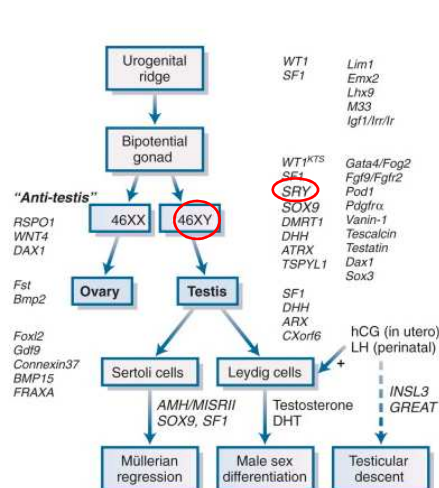 Urogenital
ridge
WT1
SF1
Lim1
Emx2
Lhx9
M33
Igf1/Irr/Ir
Bipotential
gonad
"Anti-testis"
RSPO1
WNT4
DAX1
46XX
46XY
WT1KTS
SF1
SRY
SOX9
DMRT1
DHH
ATRX
TSPYL1
Gata4/Fog2
Fgf9/Fgfr2
Pod1
Pdgfrα
Vanin-1
Tescalcin
Testatin
Dax1
Sox3
Fst
Bmp2
Ovary
Testis
SF1
DHH
ARX
CXorf6
Foxl2
Gdf9
Connexin37
BMP15
FRAXA
hCG (in utero)
LH (perinatal)
+
Sertoli cells
Leydig cells
AMH/MISRII
SOX9, SF1
Testosterone
DHT
INSL3
GREAT
Müllerian
regression
Male sex
differentiation
Testicular
descent